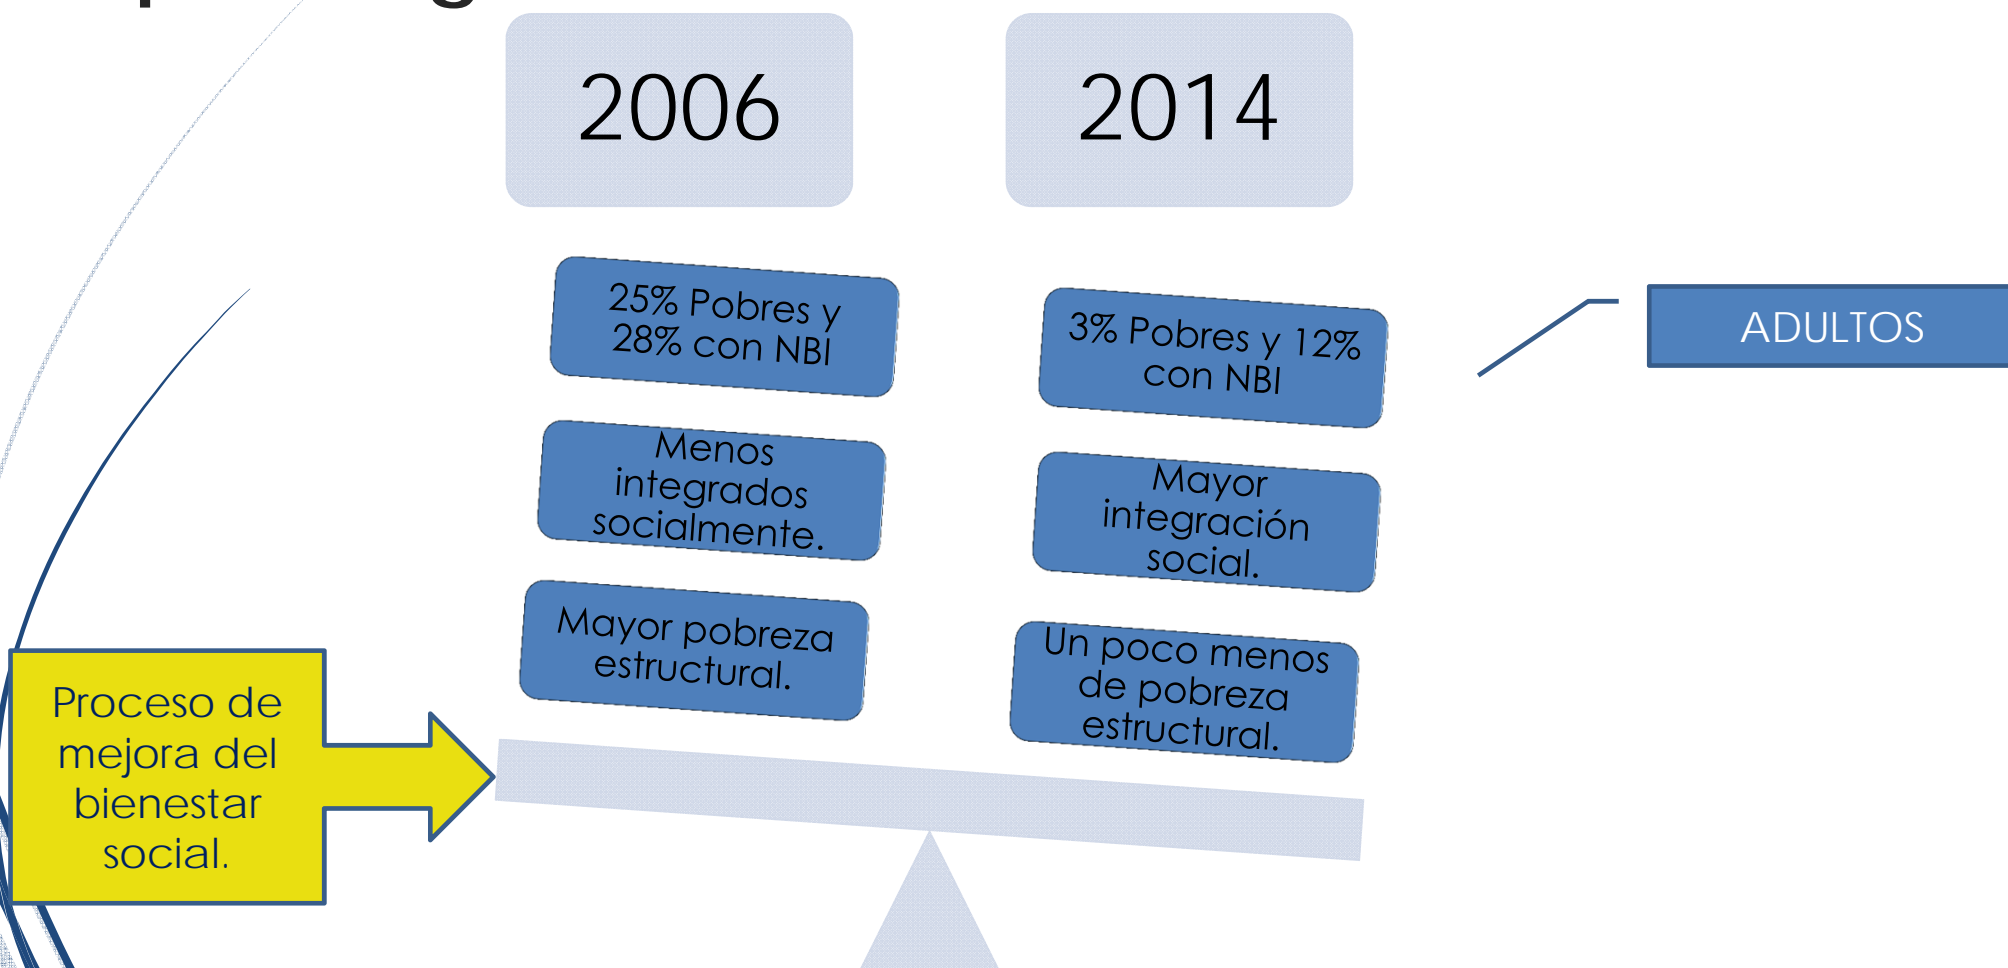 2006
2014
25% Pobres y
28% con NBI
3% Pobres y 12%
con NBI
ADULTOS
Menos
integrados
socialmente.
Mayor
integración
social.
Mayor pobreza
estructural.
Un poco menos
de pobreza
estructural.
Proceso de
mejora del
bienestar
social.